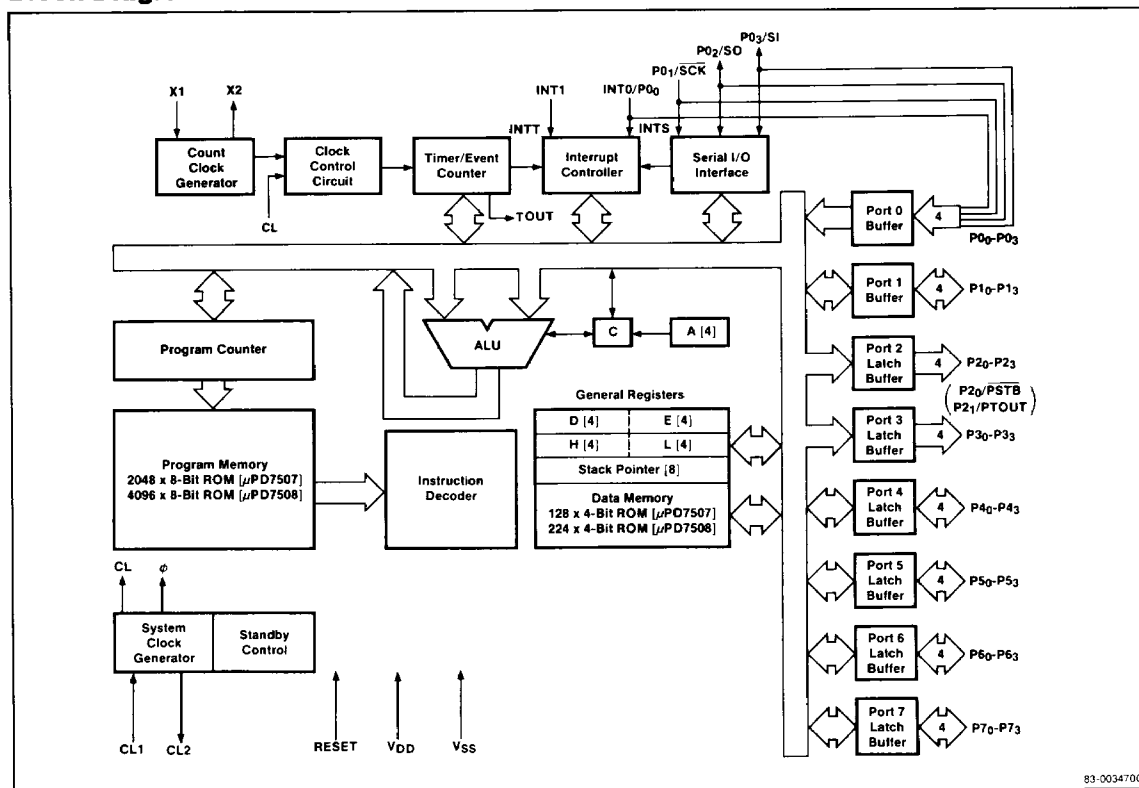 P0₃/SI
P0₂/SO
P0₁/S̅C̅K̅
X1
X2
INT1
INT0/P0₀
INTT
INTS
Count
Clock
Generator
Clock
Control
Circuit
Timer/Event
Counter
Interrupt
Controller
Serial I/O
Interface
CL
TOUT
Port 0
Buffer
4
P0₀-P0₃
Port 1
Buffer
4
P1₀-P1₃
Program Counter
ALU
C
A [4]
Port 2
Latch
Buffer
4
P2₀-P2₃
(P2₀/P̅S̅T̅B̅
P2₁/PTOUT)
General Registers
D [4]
E [4]
H [4]
L [4]
Stack Pointer [8]
Data Memory
128 x 4-Bit ROM [μPD7507]
224 x 4-Bit ROM [μPD7508]
Port 3
Latch
Buffer
4
P3₀-P3₃
Program Memory
2048 x 8-Bit ROM [μPD7507]
4096 x 8-Bit ROM [μPD7508]
Instruction
Decoder
Port 4
Latch
Buffer
4
P4₀-P4₃
Port 5
Latch
Buffer
4
P5₀-P5₃
CL
ϕ
System
Clock
Generator
Standby
Control
Port 6
Latch
Buffer
4
P6₀-P6₃
Port 7
Latch
Buffer
4
P7₀-P7₃
CL1
CL2
RESET
V_DD
V_SS